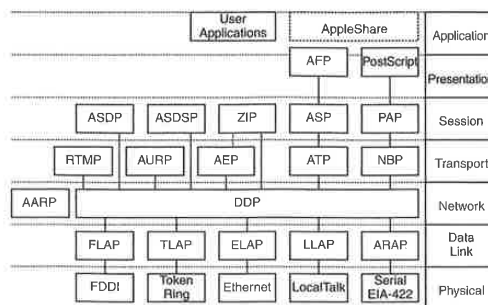 User
Applications
AppleShare
Application
AFP
PostScript
Presentation
ASDP
ASDSP
ZIP
ASP
PAP
Session
RTMP
AURP
AEP
ATP
NBP
Transport
AARP
DDP
Network
FLAP
TLAP
ELAP
LLAP
ARAP
Data
Link
FDDI
Token
Ring
Ethernet
LocalTalk
Serial
EIA-422
Physical